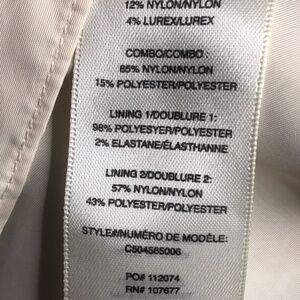 12% NYLON/NYLON
4% LUREX/LUREX
COMBO/COMBO
85% NYLON/NYLON
15% POLYESTER/POLYESTER
LINING 1/DOUBLURE 1:
98% POLYESYER/POLYESTER
2% ELASTANE/ÉLASTHANNE
LINING 2/DOUBLURE 2:
57% NYLON/NYLON
43% POLYESTER/POLYESTER
STYLE#/NUMÉRO DE MODÈLE:
C504S65006
PO# 112074
RN# 107677